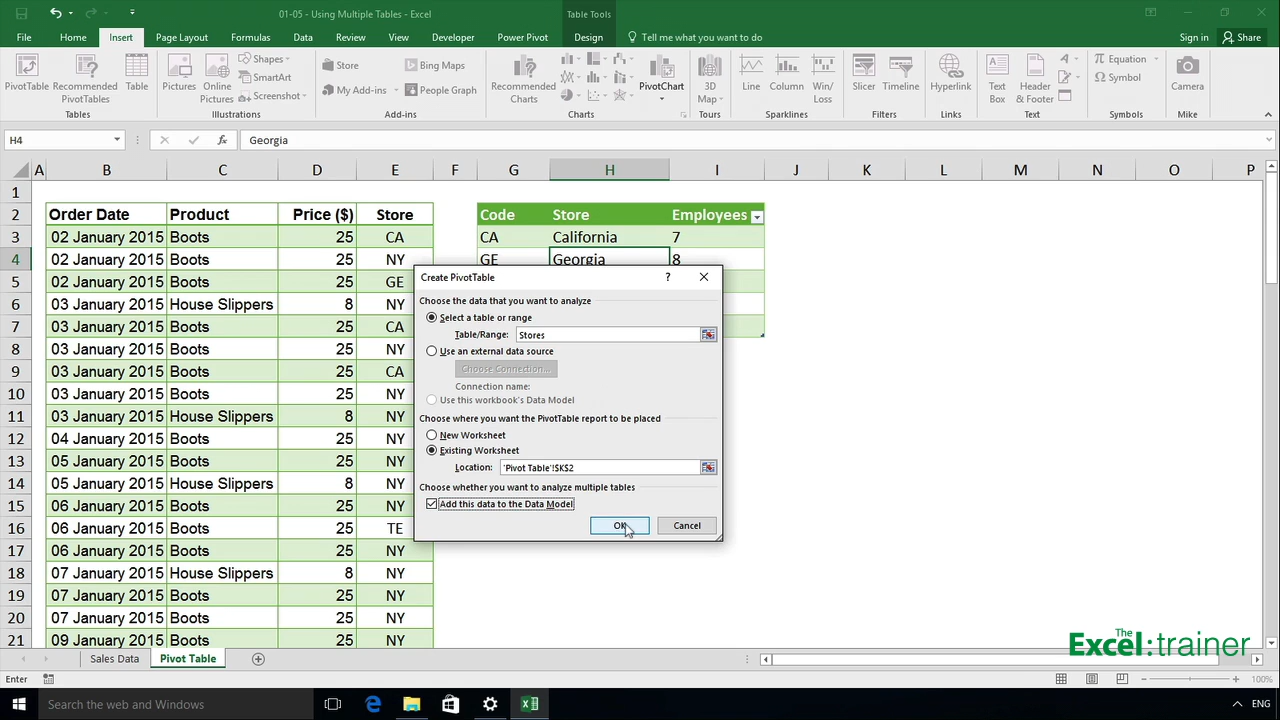 01-05 - Using Multiple Tables - Excel
Table Tools
File Home Insert Page Layout Formulas Data Review View Developer Power Pivot Design Tell me what you want to do Sign in Share
PivotTable
Recommended PivotTables
Table
Tables
Pictures
Online Pictures
Shapes
SmartArt
Screenshot
Illustrations
Store
My Add-ins
Bing Maps
People Graph
Add-ins
Recommended Charts
PivotChart
Charts
3D Map
Tours
Line
Column
Win/Loss
Sparklines
Slicer
Timeline
Filters
Hyperlink
Links
Text Box
Header & Footer
Text
Equation
Symbol
Symbols
Camera
Mike
H4 Georgia
A B C D E F G H I J K L M N O P
1
2 Order Date Product Price ($) Store Code Store Employees
3 02 January 2015 Boots 25 CA CA California 7
4 02 January 2015 Boots 25 NY GE Georgia 8
5 02 January 2015 Boots 25 GE
6 03 January 2015 House Slippers 8 NY
7 03 January 2015 Boots 25 CA
8 03 January 2015 Boots 25 NY
9 03 January 2015 Boots 25 CA
10 03 January 2015 Boots 25 NY
11 03 January 2015 House Slippers 8 NY
12 04 January 2015 Boots 25 NY
13 05 January 2015 Boots 25 NY
14 05 January 2015 House Slippers 8 NY
15 06 January 2015 Boots 25 NY
16 06 January 2015 Boots 25 TE
17 06 January 2015 Boots 25 NY
18 07 January 2015 House Slippers 8 NY
19 07 January 2015 Boots 25 NY
20 07 January 2015 Boots 25 NY
21 09 January 2015 Boots 25 NY
Create PivotTable
Choose the data that you want to analyze
Select a table or range
Table/Range: Stores
Use an external data source
Choose Connection...
Connection name:
Use this workbook's Data Model
Choose where you want the PivotTable report to be placed
New Worksheet
Existing Worksheet
Location: 'Pivot Table'!$K$2
Choose whether you want to analyze multiple tables
Add this data to the Data Model
OK Cancel
The
Excel:trainer
Sales Data Pivot Table
Enter 100%
Search the web and Windows ENG